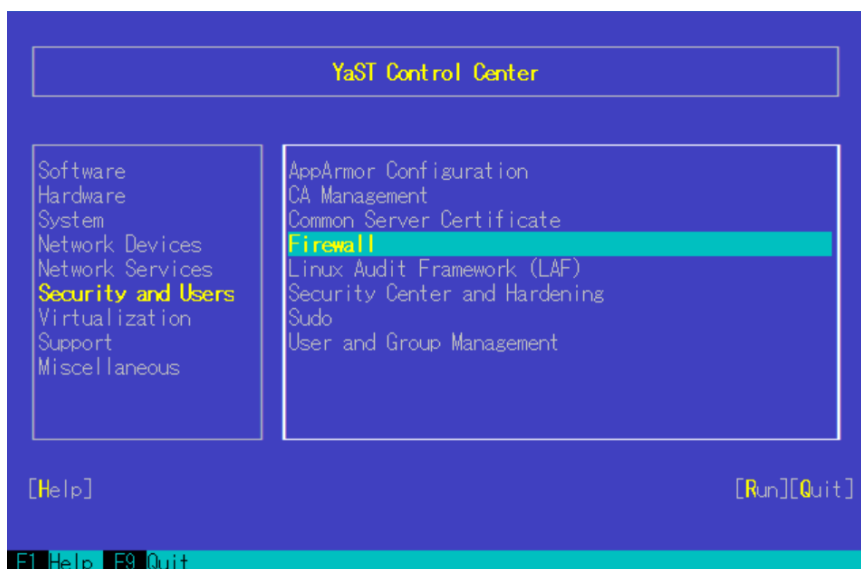 YaST Control Center
Software
Hardware
System
Network Devices
Network Services
Security and Users
Virtualization
Support
Miscellaneous
AppArmor Configuration
CA Management
Common Server Certificate
Firewall
Linux Audit Framework (LAF)
Security Center and Hardening
Sudo
User and Group Management
[Help]
[Run][Quit]
F1 Help F9 Quit